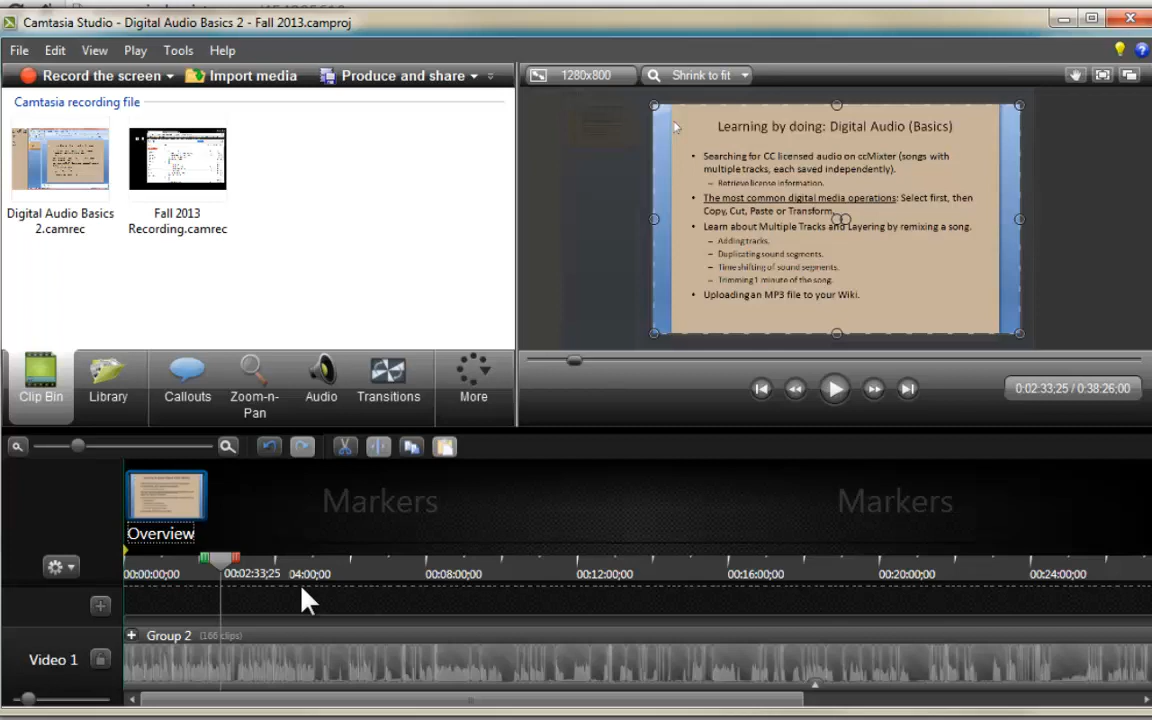 Camtasia Studio - Digital Audio Basics 2 - Fall 2013.camproj
File Edit View Play Tools Help
Record the screen Import media Produce and share
1280x800 Shrink to fit
Camtasia recording file
Digital Audio Basics 2.camrec
Fall 2013 Recording.camrec
Learning by doing: Digital Audio (Basics)
• Searching for CC licensed audio on ccMixter (songs with
multiple tracks, each saved independently).
– Retrieve license information.
• The most common digital media operations: Select first, then
Copy, Cut, Paste or Transform.
• Learn about Multiple Tracks and Layering by remixing a song.
– Adding tracks.
– Duplicating sound segments.
– Time shifting of sound segments.
– Trimming 1 minute of the song.
• Uploading an MP3 file to your Wiki.
Clip Bin Library Callouts Zoom-n-Pan Audio Transitions More
0:02:33;25 / 0:38:26;00
Markers Markers
Overview
00:00:00;00 00:02:33;25 04:00;00 00:08:00;00 00:12:00;00 00:16:00;00 00:20:00;00 00:24:00;00
Group 2 (166 clips)
Video 1